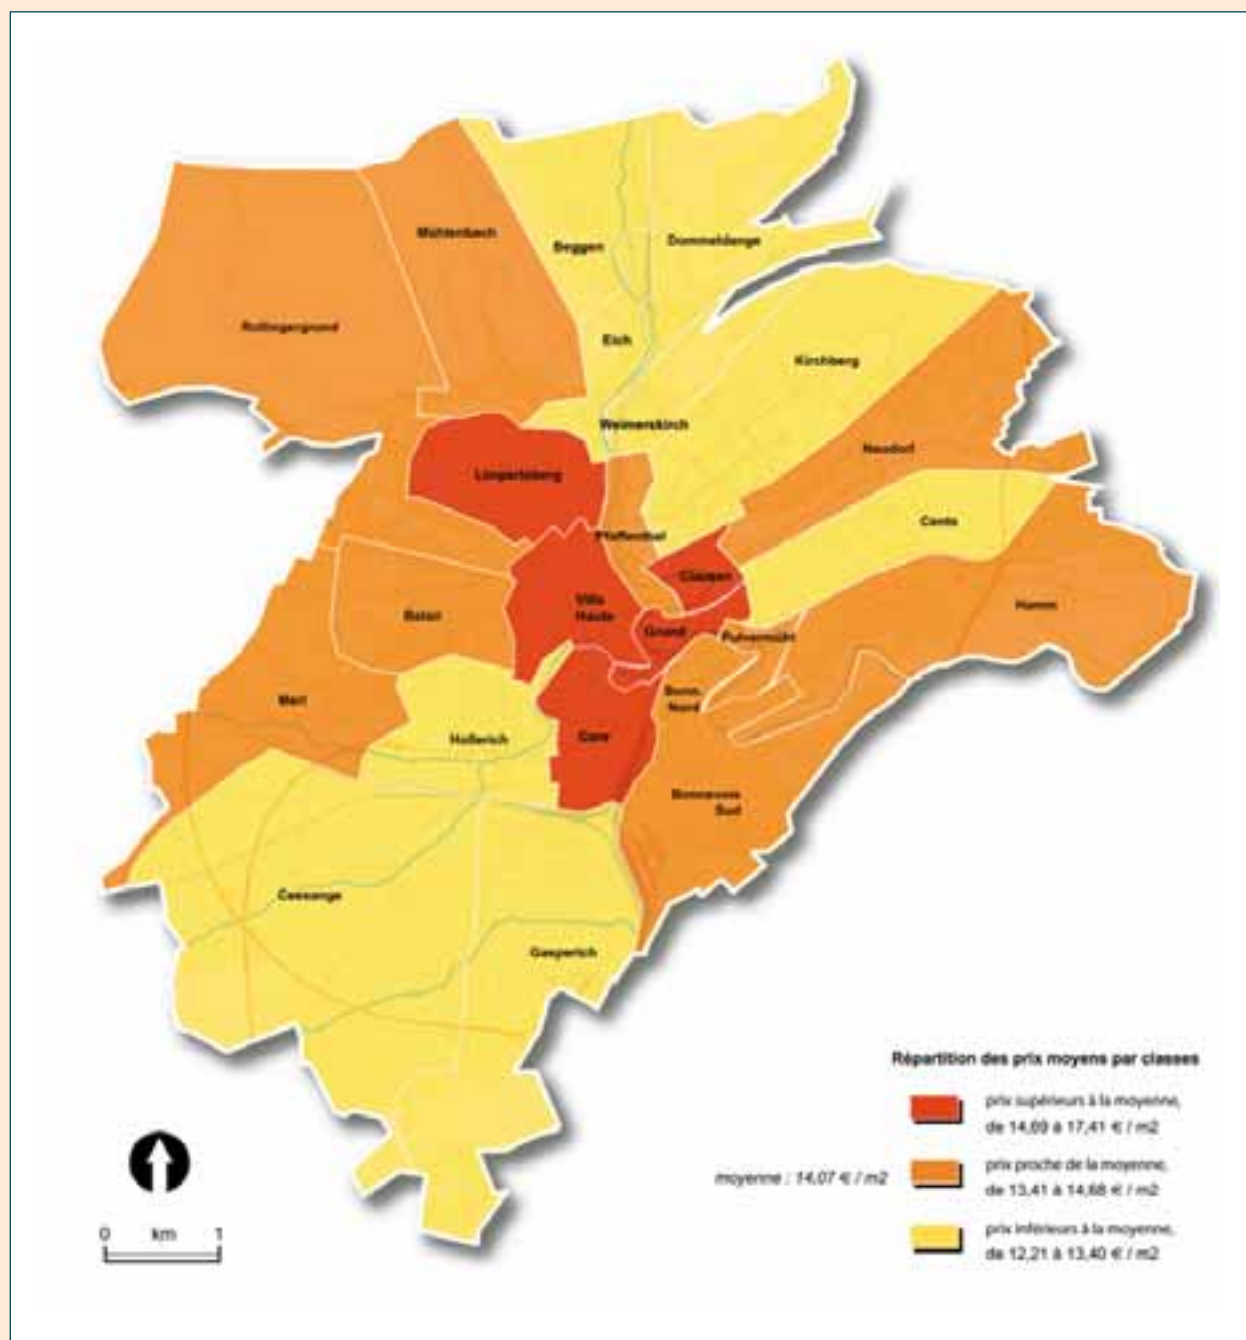 Mühlenbach
Beggen
Dommeldange
Rollingergrund
Eich
Kirchberg
Weimerskirch
Neudorf
Limpertsberg
Cents
Pfaffenthal
Clausen
Hamm
Ville
Haute
Belair
Grund
Pulvermühl
Merl
Bonn.
Nord
Hollerich
Gare
Bonnevoie
Sud
Cessange
Gasperich
Répartition des prix moyens par classes
prix supérieurs à la moyenne,
de 14,69 à 17,41 € / m2
moyenne : 14,07 € / m2
prix proche de la moyenne,
de 13,41 à 14,68 € / m2
prix inférieurs à la moyenne,
de 12,21 à 13,40 € / m2
0 km 1